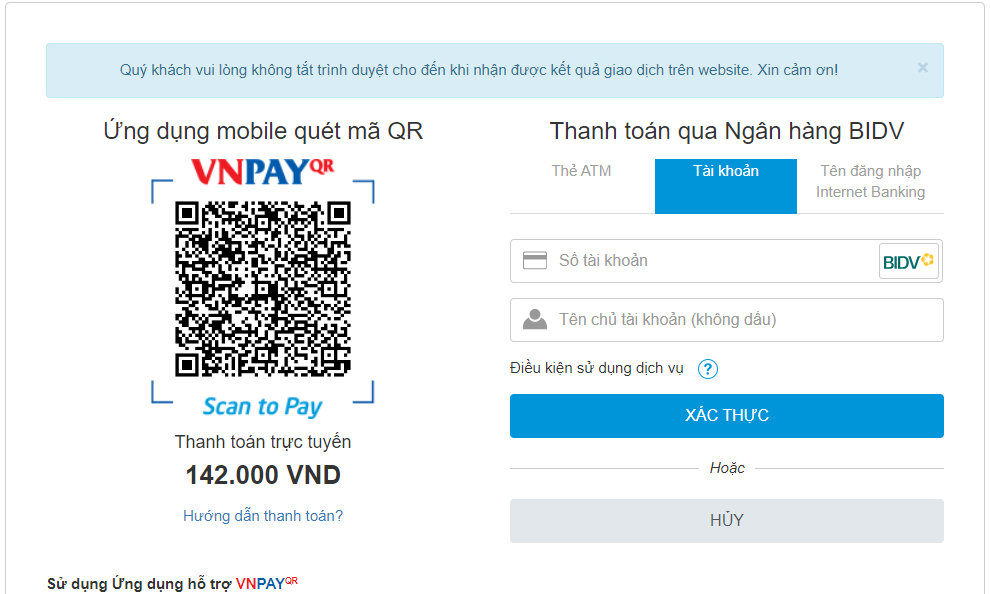 Quý khách vui lòng không tắt trình duyệt cho đến khi nhận được kết quả giao dịch trên website. Xin cảm ơn!
×
Ứng dụng mobile quét mã QR
VNPAYQR
Scan to Pay
Thanh toán trực tuyến
142.000 VND
Hướng dẫn thanh toán?
Thanh toán qua Ngân hàng BIDV
Thẻ ATM
Tài khoản
Tên đăng nhập
Internet Banking
Số tài khoản
BIDV
Tên chủ tài khoản (không dấu)
Điều kiện sử dụng dịch vụ ?
XÁC THỰC
Hoặc
HỦY
Sử dụng Ứng dụng hỗ trợ VNPAYQR